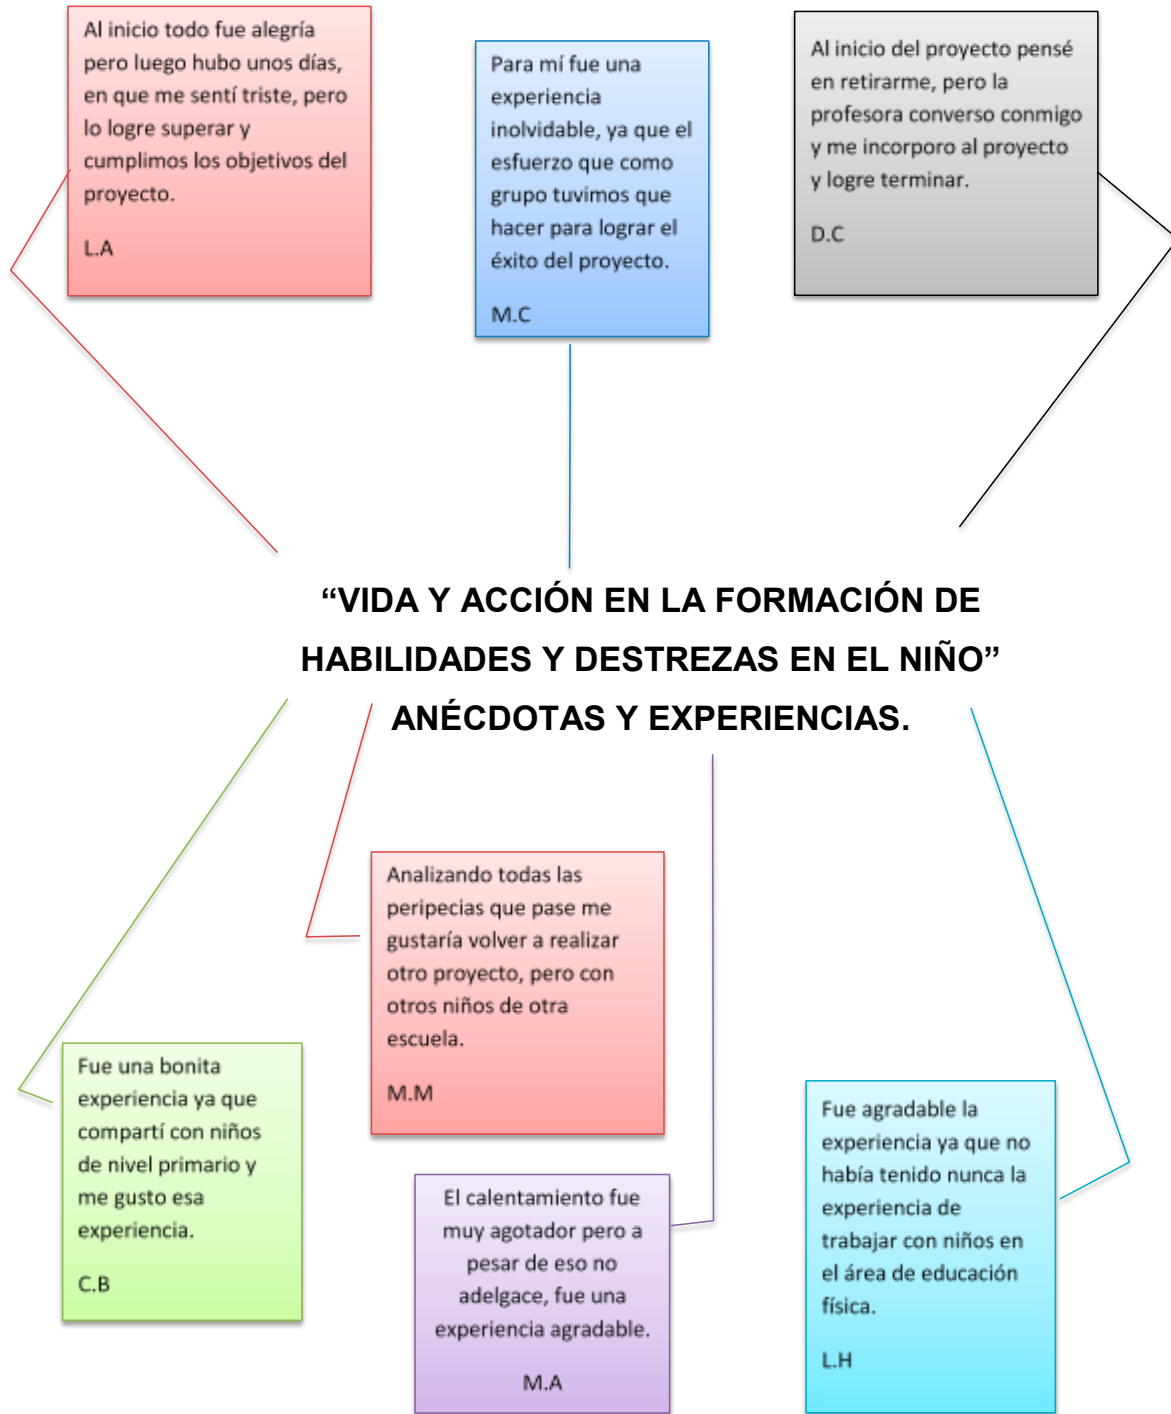 Al inicio todo fue alegría
pero luego hubo unos días,
en que me sentí triste, pero
lo logre superar y
cumplimos los objetivos del
proyecto.
L.A
Para mí fue una
experiencia
inolvidable, ya que el
esfuerzo que como
grupo tuvimos que
hacer para lograr el
éxito del proyecto.
M.C
Al inicio del proyecto pensé
en retirarme, pero la
profesora converso conmigo
y me incorporo al proyecto
y logre terminar.
D.C
“VIDA Y ACCIÓN EN LA FORMACIÓN DE
HABILIDADES Y DESTREZAS EN EL NIÑO”
ANÉCDOTAS Y EXPERIENCIAS.
Analizando todas las
peripecias que pase me
gustaría volver a realizar
otro proyecto, pero con
otros niños de otra
escuela.
M.M
Fue una bonita
experiencia ya que
compartí con niños
de nivel primario y
me gusto esa
experiencia.
C.B
El calentamiento fue
muy agotador pero a
pesar de eso no
adelgace, fue una
experiencia agradable.
M.A
Fue agradable la
experiencia ya que no
había tenido nunca la
experiencia de
trabajar con niños en
el área de educación
física.
L.H